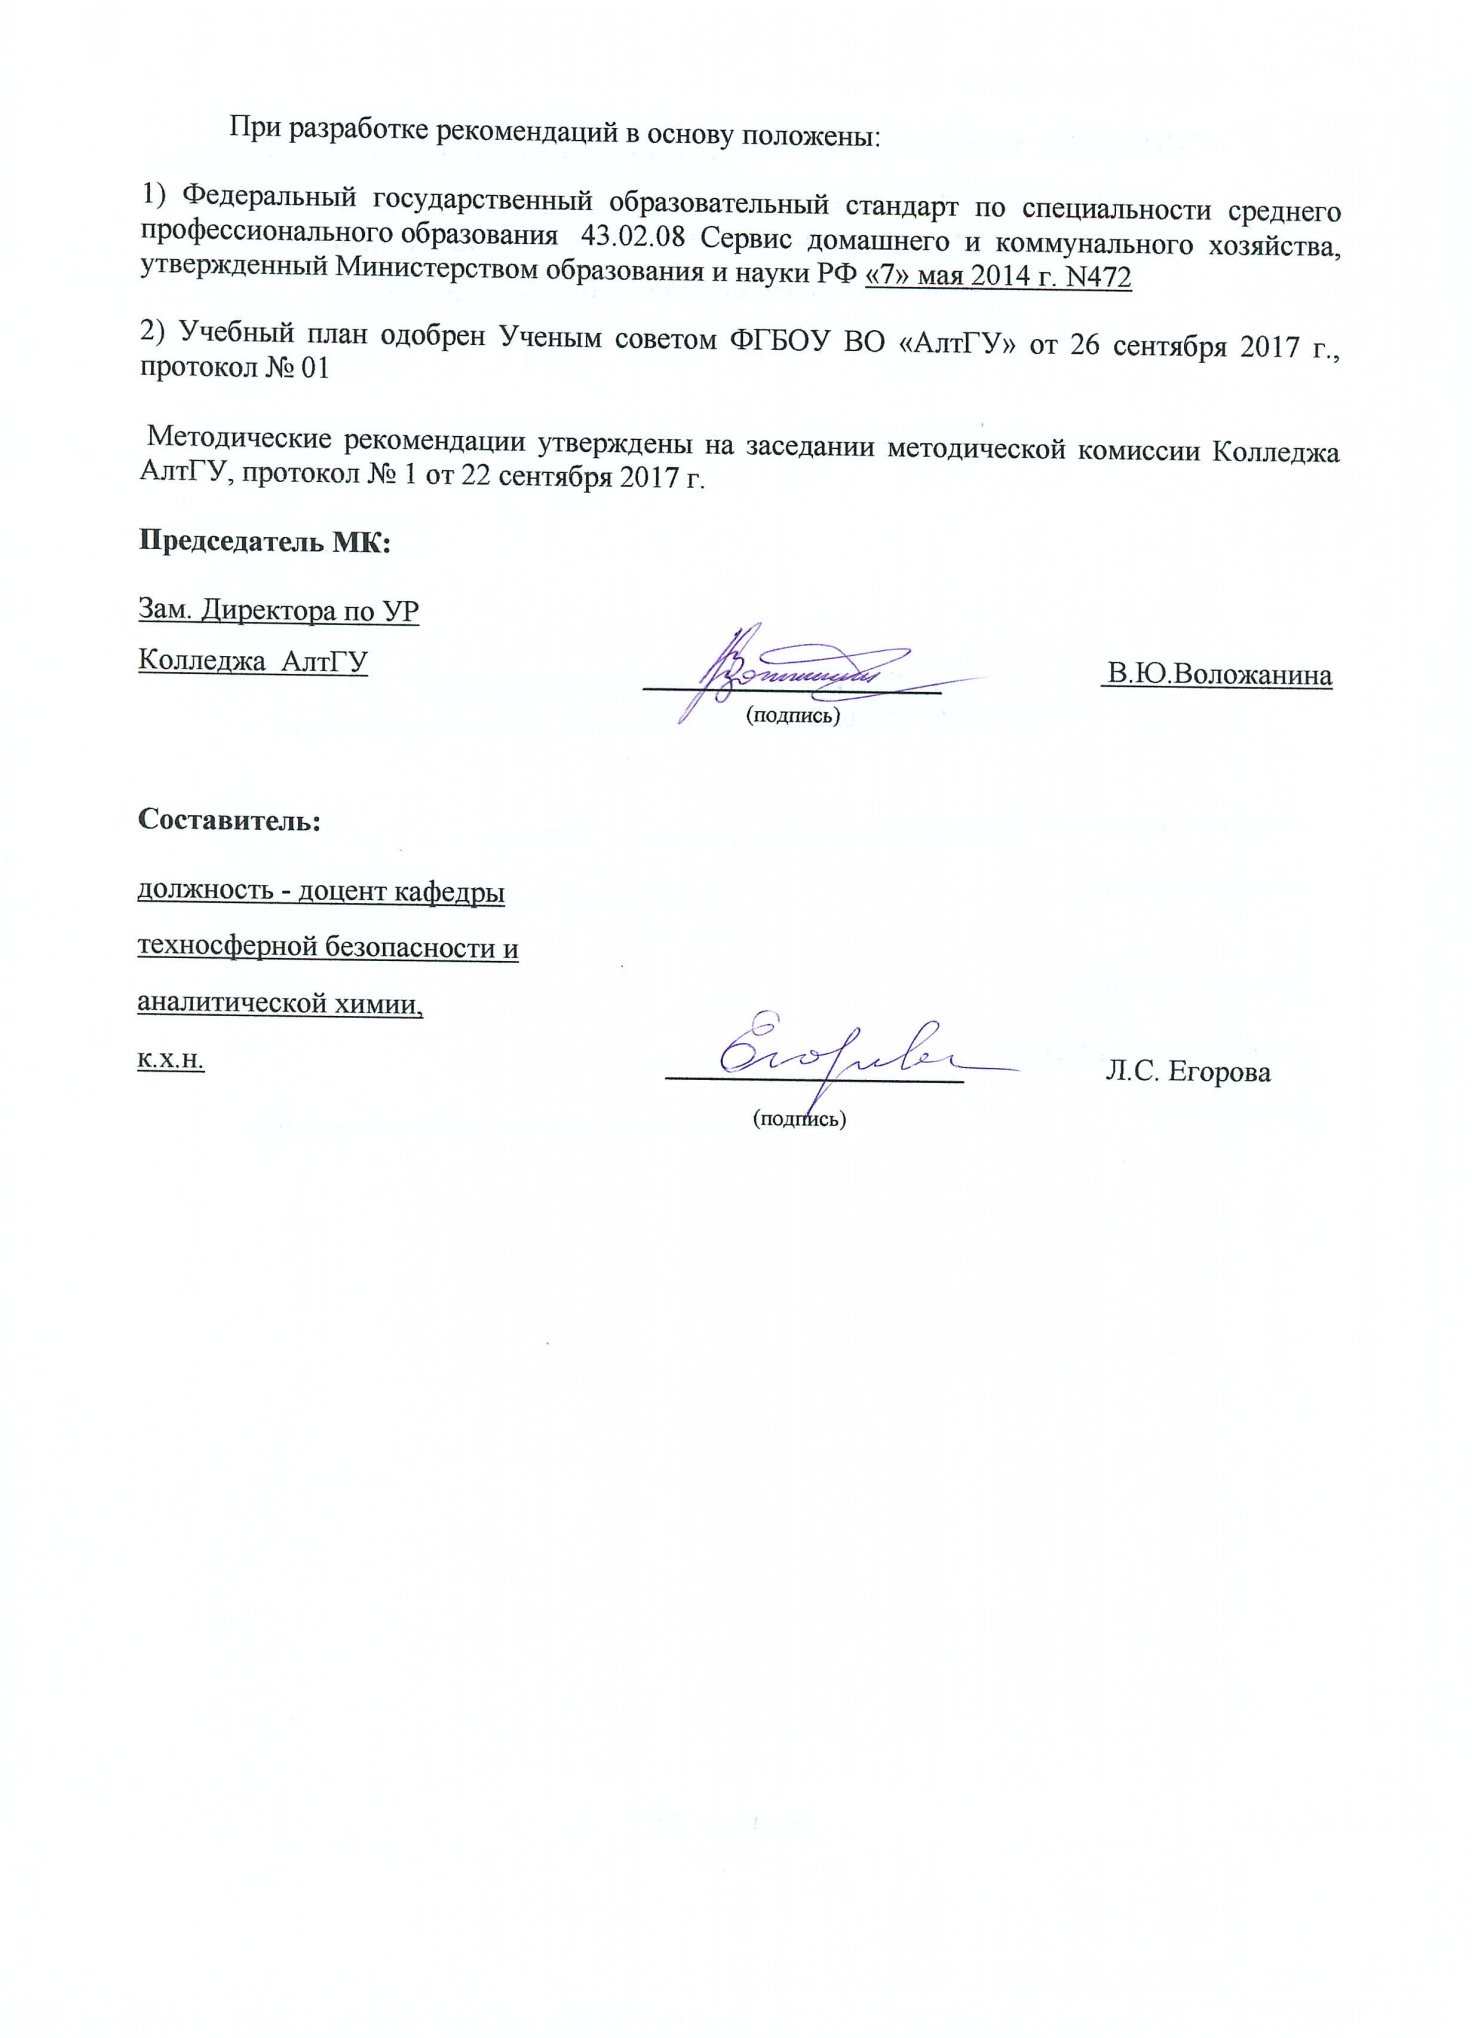 При разработке рекомендаций в основу положены:
1) Федеральный государственный образовательный стандарт по специальности среднего
профессионального образования 43.02.08 Сервис домашнего и коммунального хозяйства,
утвержденный Министерством образования и науки РФ «7» мая 2014 г. N472
2) Учебный план одобрен Ученым советом ФГБОУ ВО «АлтГУ» от 26 сентября 2017 г.,
протокол № 01
Методические рекомендации утверждены на заседании методической комиссии Колледжа
АлтГУ, протокол № 1 от 22 сентября 2017 г.
Председатель МК:
Зам. Директора по УР
Колледжа АлтГУ
В.Ю.Воложанина
(подпись)
Составитель:
должность - доцент кафедры
техносферной безопасности и
аналитической химии,
к.х.н.
Егорова
Л.С. Егорова
(подпись)